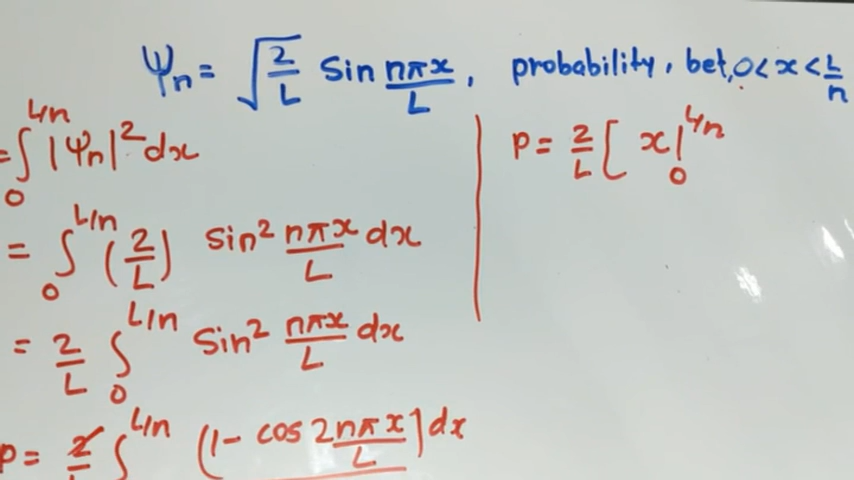 Ψn = √(2/L) Sin nπx/L, probability, bet, 0 < x < L/n
= ∫₀^(L/n) |Ψn|² dx
= ∫₀^(L/n) (2/L) Sin² nπx/L dx
= 2/L ∫₀^(L/n) Sin² nπx/L dx
P = 2/L ∫ ^(L/n) (1 - cos 2nπx/L) dx
P = 2/L [ x|₀^(L/n)